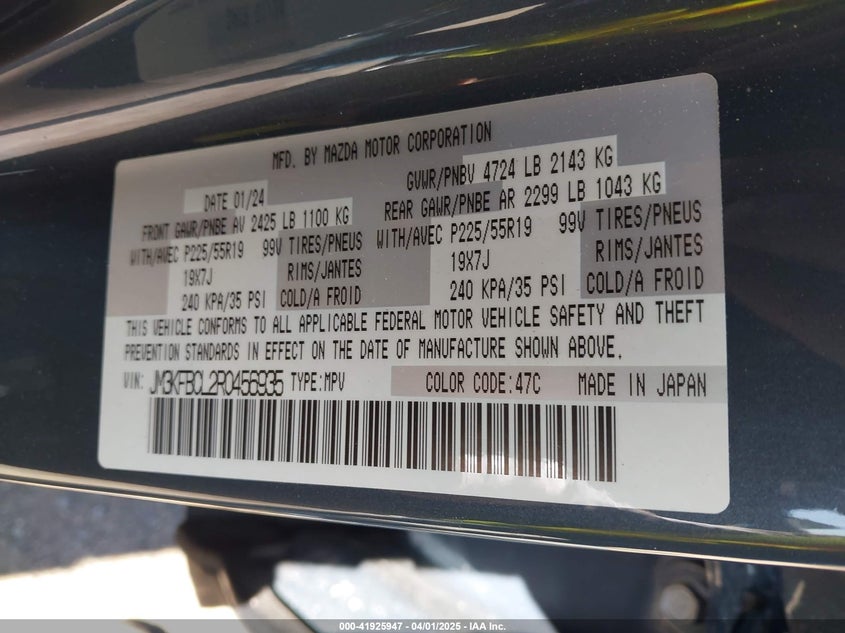 MFD. BY MAZDA MOTOR CORPORATION
DATE 01/24 GVWR/PNBV 4724 LB 2143 KG
FRONT GAWR/PNBE AV 2425 LB 1100 KG REAR GAWR/PNBE AR 2299 LB 1043 KG
WITH/AVEC P225/55R19 99V TIRES/PNEUS WITH/AVEC P225/55R19 99V TIRES/PNEUS
19X7J RIMS/JANTES 19X7J RIMS/JANTES
240 KPA/35 PSI COLD/A FROID 240 KPA/35 PSI COLD/A FROID
THIS VEHICLE CONFORMS TO ALL APPLICABLE FEDERAL MOTOR VEHICLE SAFETY AND THEFT
PREVENTION STANDARDS IN EFFECT ON THE DATE OF MANUFACTURE SHOWN ABOVE.
VIN: JM3KFBCL2R0456935 TYPE:MPV COLOR CODE:47C MADE IN JAPAN
000-41925947 04/01/2025 - IAA Inc.